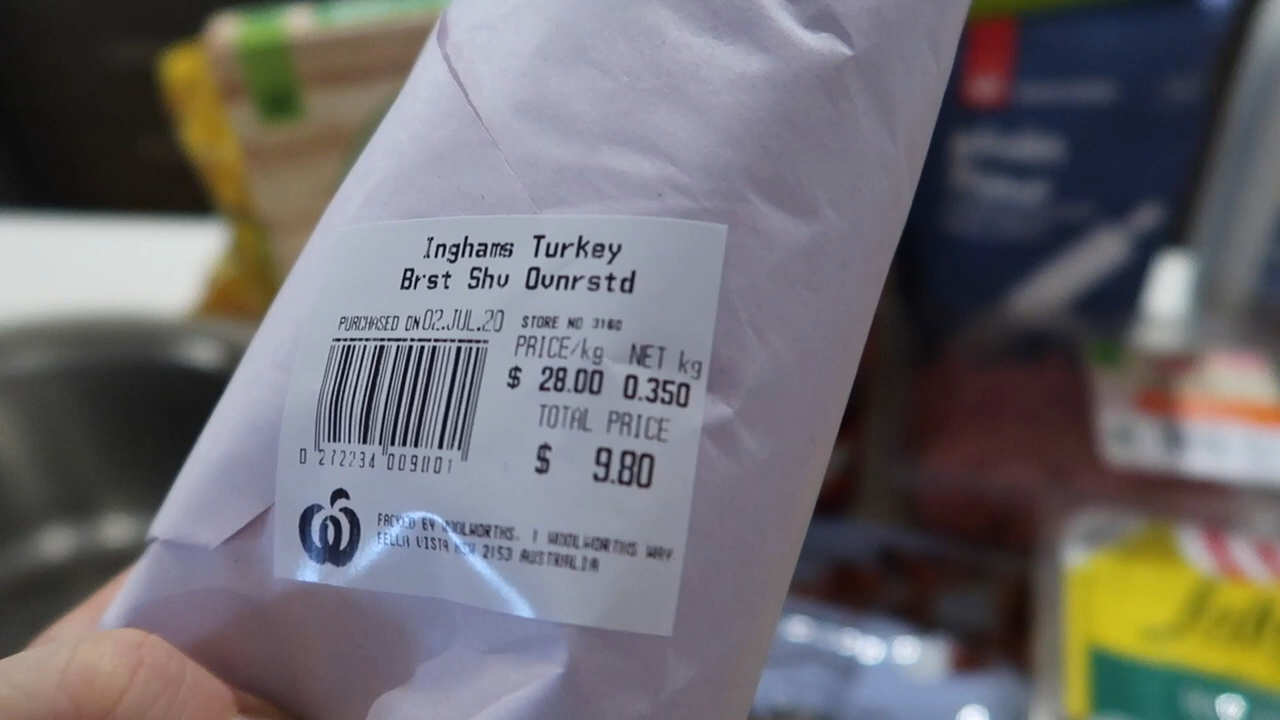 Inghams Turkey
Brst Shv Ovnrstd
PURCHASED ON 02.JUL.20 STORE NO 3160
PRICE/kg NET kg
$ 28.00 0.350
TOTAL PRICE
$ 9.80
0 272234 009801
PACKED BY WOOLWORTHS. 1 WOOLWORTHS WAY
BELLA VISTA NSW 2153 AUSTRALIA